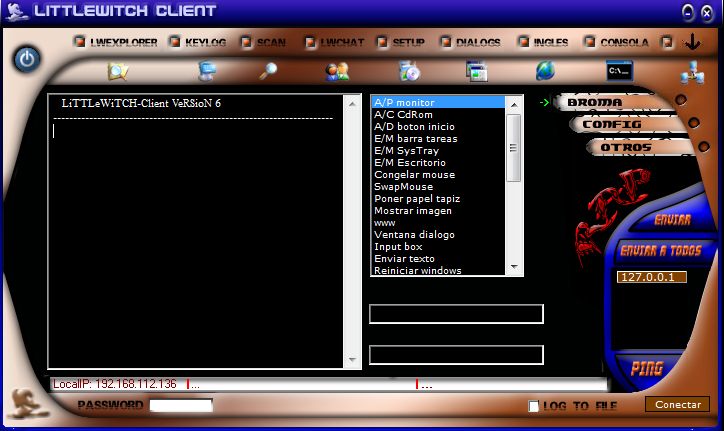 LITTLEWITCH CLIENT
LWEXPLORER KEYLOG SCAN LWCHAT SETUP DIALOGS INGLES CONSOLA
C:\_
LiTTLeWiTCH-Client VeRSioN 6
--------------------------------------------------------------------------------
A/P monitor
A/C CdRom
A/D boton inicio
E/M barra tareas
E/M SysTray
E/M Escritorio
Congelar mouse
SwapMouse
Poner papel tapiz
Mostrar imagen
www
Ventana dialogo
Input box
Enviar texto
Reiniciar windows
-> BROMA
CONFIG
OTROS
ENVIAR
ENVIAR A TODOS
127.0.0.1
PING
LocalIP: 192.168.112.136 |... |...
PASSWORD
LOG TO FILE
Conectar